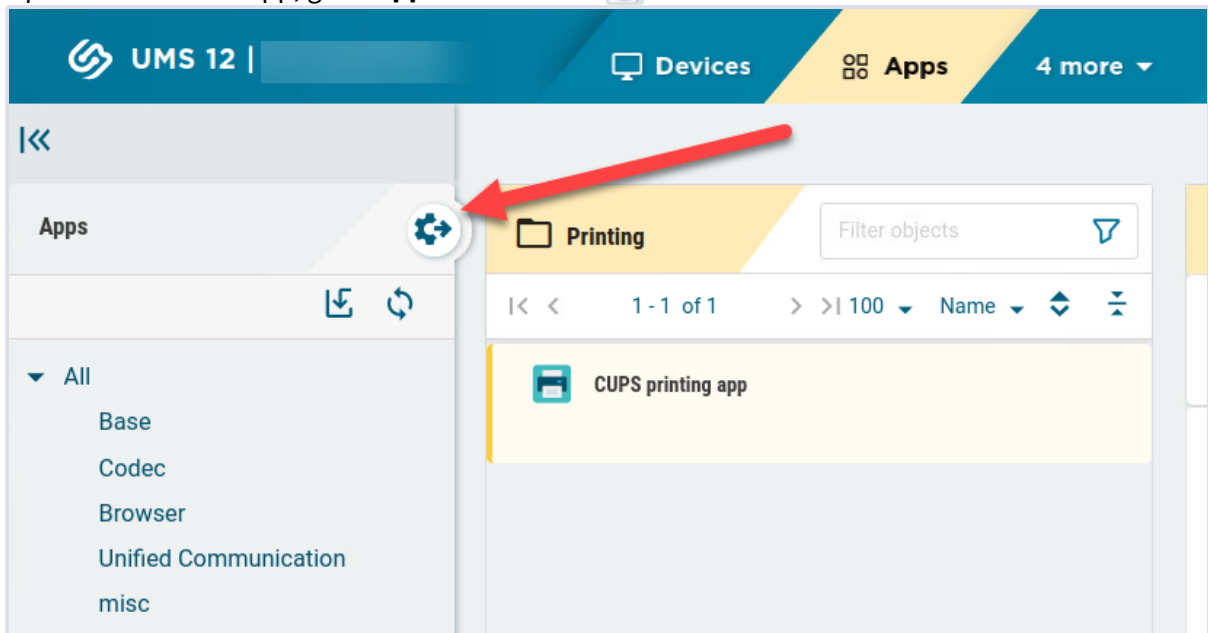 UMS 12 |
Devices
Apps
4 more
Apps
Printing
Filter objects
1 - 1 of 1
100
Name
All
CUPS printing app
Base
Codec
Browser
Unified Communication
misc